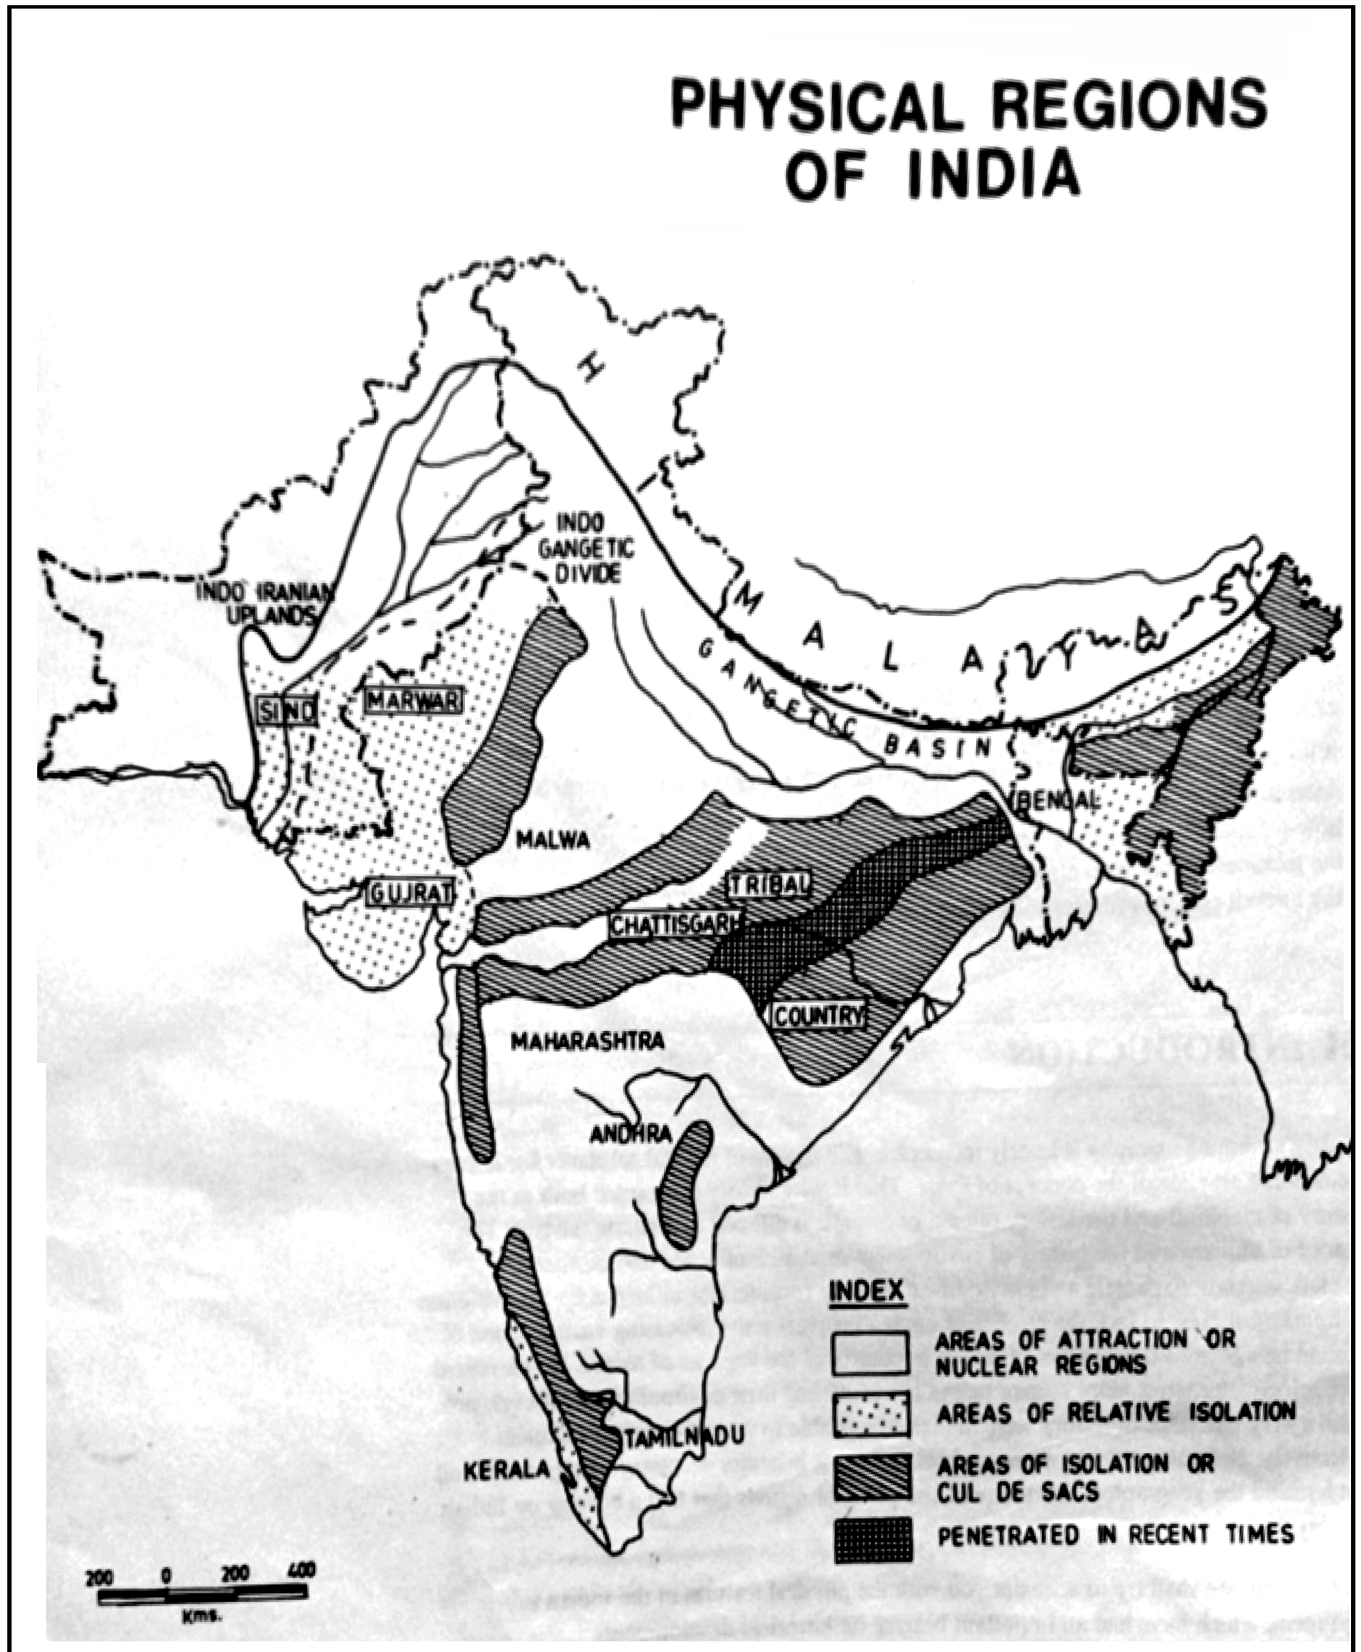 PHYSICAL REGIONS
OF INDIA
H
INDO
GANGETIC
DIVIDE
INDO IRANIAN
UPLANDS
M A L A Y A S
GANGETIC BASIN
SIND
MARWAR
BENGAL
MALWA
GUJRAT
TRIBAL
CHATTISGARH
COUNTRY
MAHARASHTRA
ANDHRA
TAMILNADU
KERALA
INDEX
AREAS OF ATTRACTION OR
NUCLEAR REGIONS
AREAS OF RELATIVE ISOLATION
AREAS OF ISOLATION OR
CUL DE SACS
PENETRATED IN RECENT TIMES
200 0 200 400
Kms.